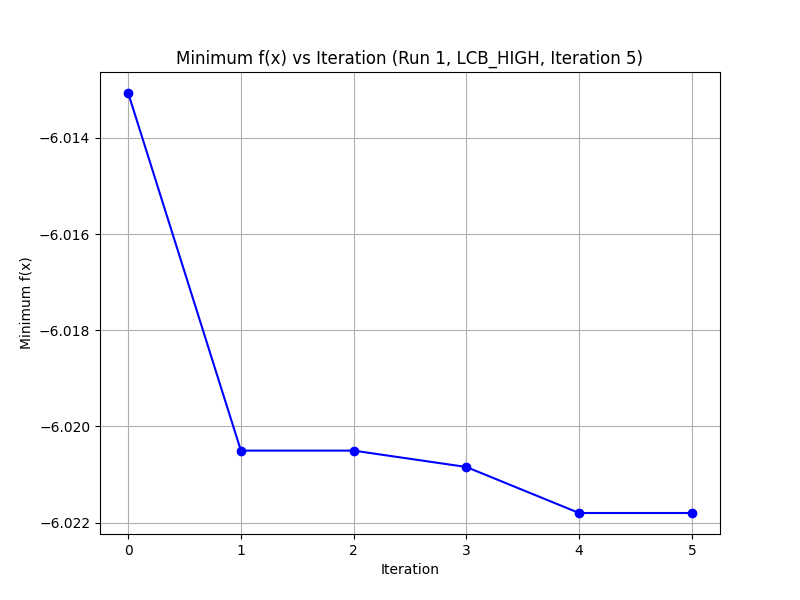 Minimum f(x) vs Iteration (Run 1, LCB_HIGH, Iteration 5)
−6.014
−6.016
−6.018
−6.020
−6.022
Minimum f(x)
0 1 2 3 4 5
Iteration